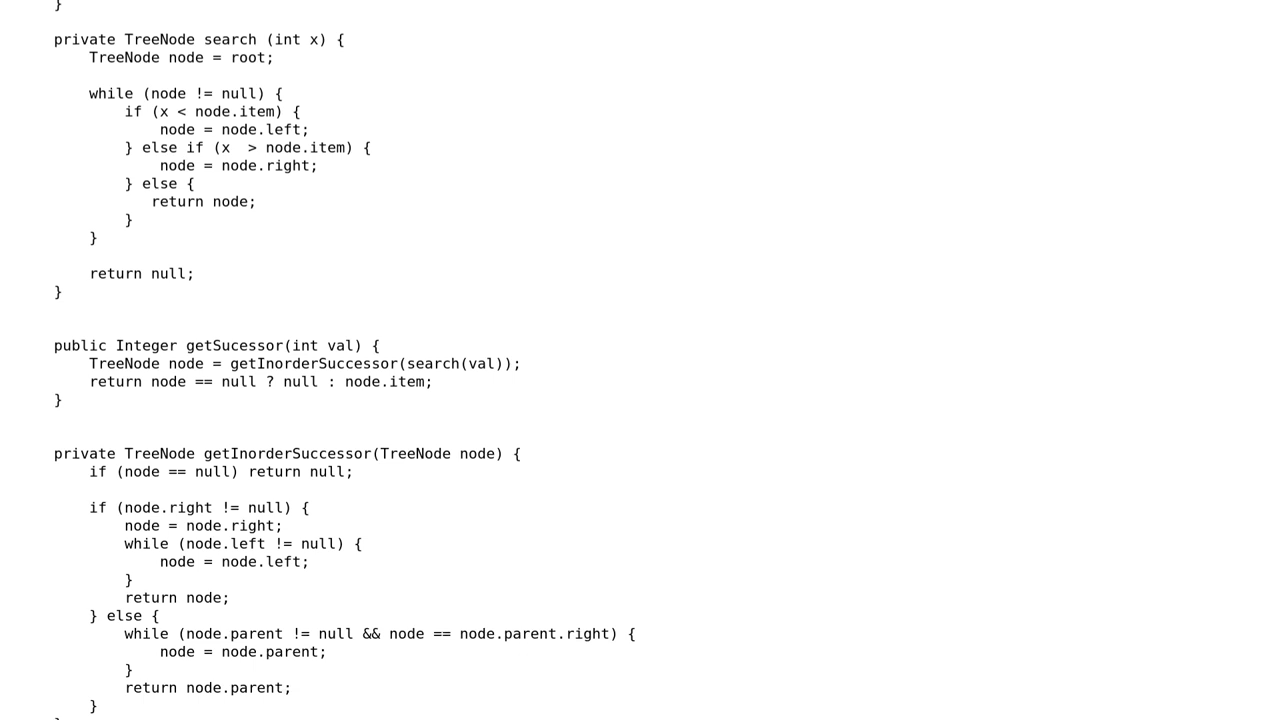 }
private TreeNode search (int x) {
TreeNode node = root;
while (node != null) {
if (x < node.item) {
node = node.left;
} else if (x  > node.item) {
node = node.right;
} else {
return node;
}
}
return null;
}
public Integer getSucessor(int val) {
TreeNode node = getInorderSuccessor(search(val));
return node == null ? null : node.item;
}
private TreeNode getInorderSuccessor(TreeNode node) {
if (node == null) return null;
if (node.right != null) {
node = node.right;
while (node.left != null) {
node = node.left;
}
return node;
} else {
while (node.parent != null && node == node.parent.right) {
node = node.parent;
}
return node.parent;
}
}